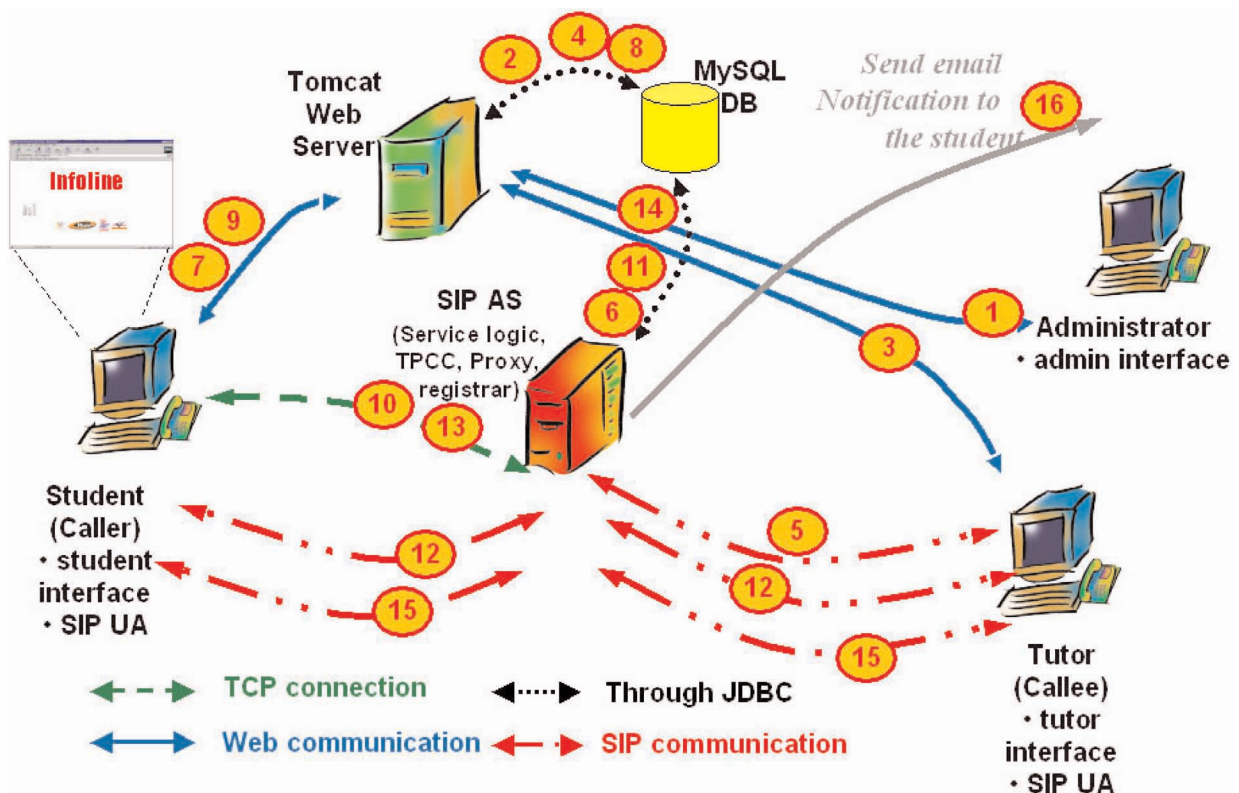 2
4
8
Tomcat
Web
Server
MySQL
DB
Send email
Notification to
the student
16
Infoline
9
7
14
11
6
1
3
SIP AS
(Service logic,
TPCC, Proxy,
registrar)
Administrator
• admin interface
10
13
Student
(Caller)
• student
interface
• SIP UA
12
15
5
12
15
Tutor
(Callee)
• tutor
interface
• SIP UA
TCP connection
Through JDBC
Web communication
SIP communication